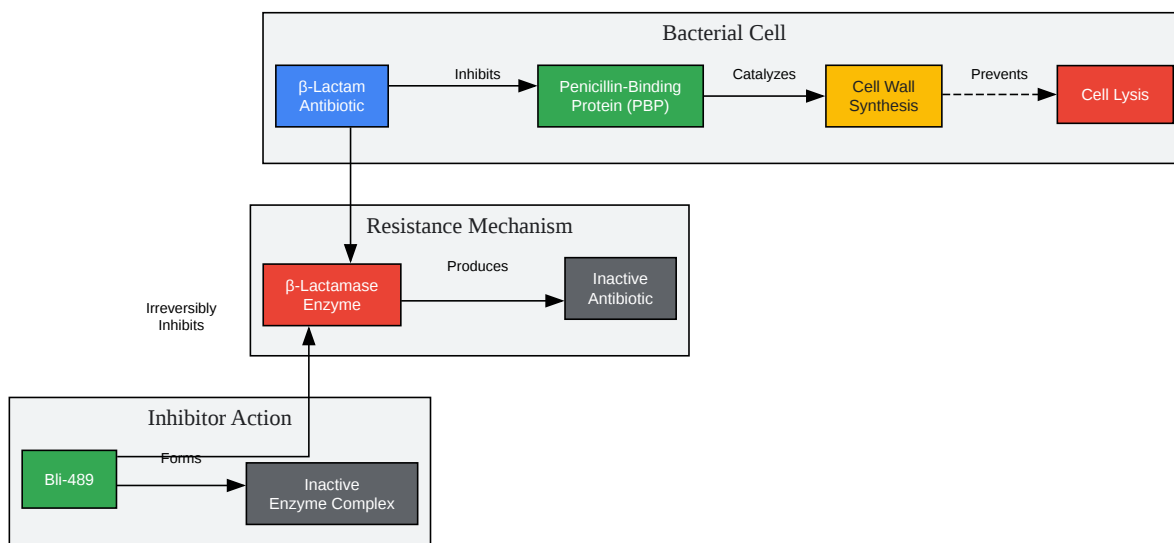 Bacterial Cell
β-Lactam
Antibiotic
Inhibits
Penicillin-Binding
Protein (PBP)
Catalyzes
Cell Wall
Synthesis
Prevents
Cell Lysis
Resistance Mechanism
β-Lactamase
Enzyme
Produces
Inactive
Antibiotic
Irreversibly
Inhibits
Inhibitor Action
Bli-489
Forms
Inactive
Enzyme Complex